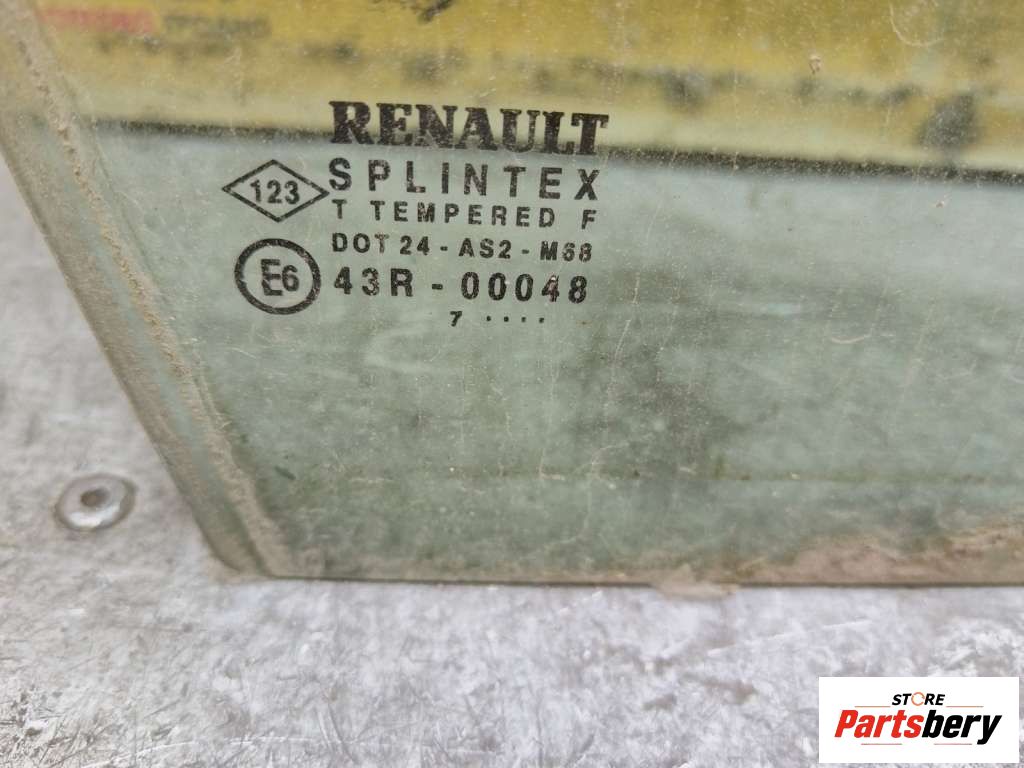 RENAULT
123
SPLINTEX
T TEMPERED F
DOT 24 - AS2 - M68
E6
43R - 00048
7 ....
STORE
Partsbery